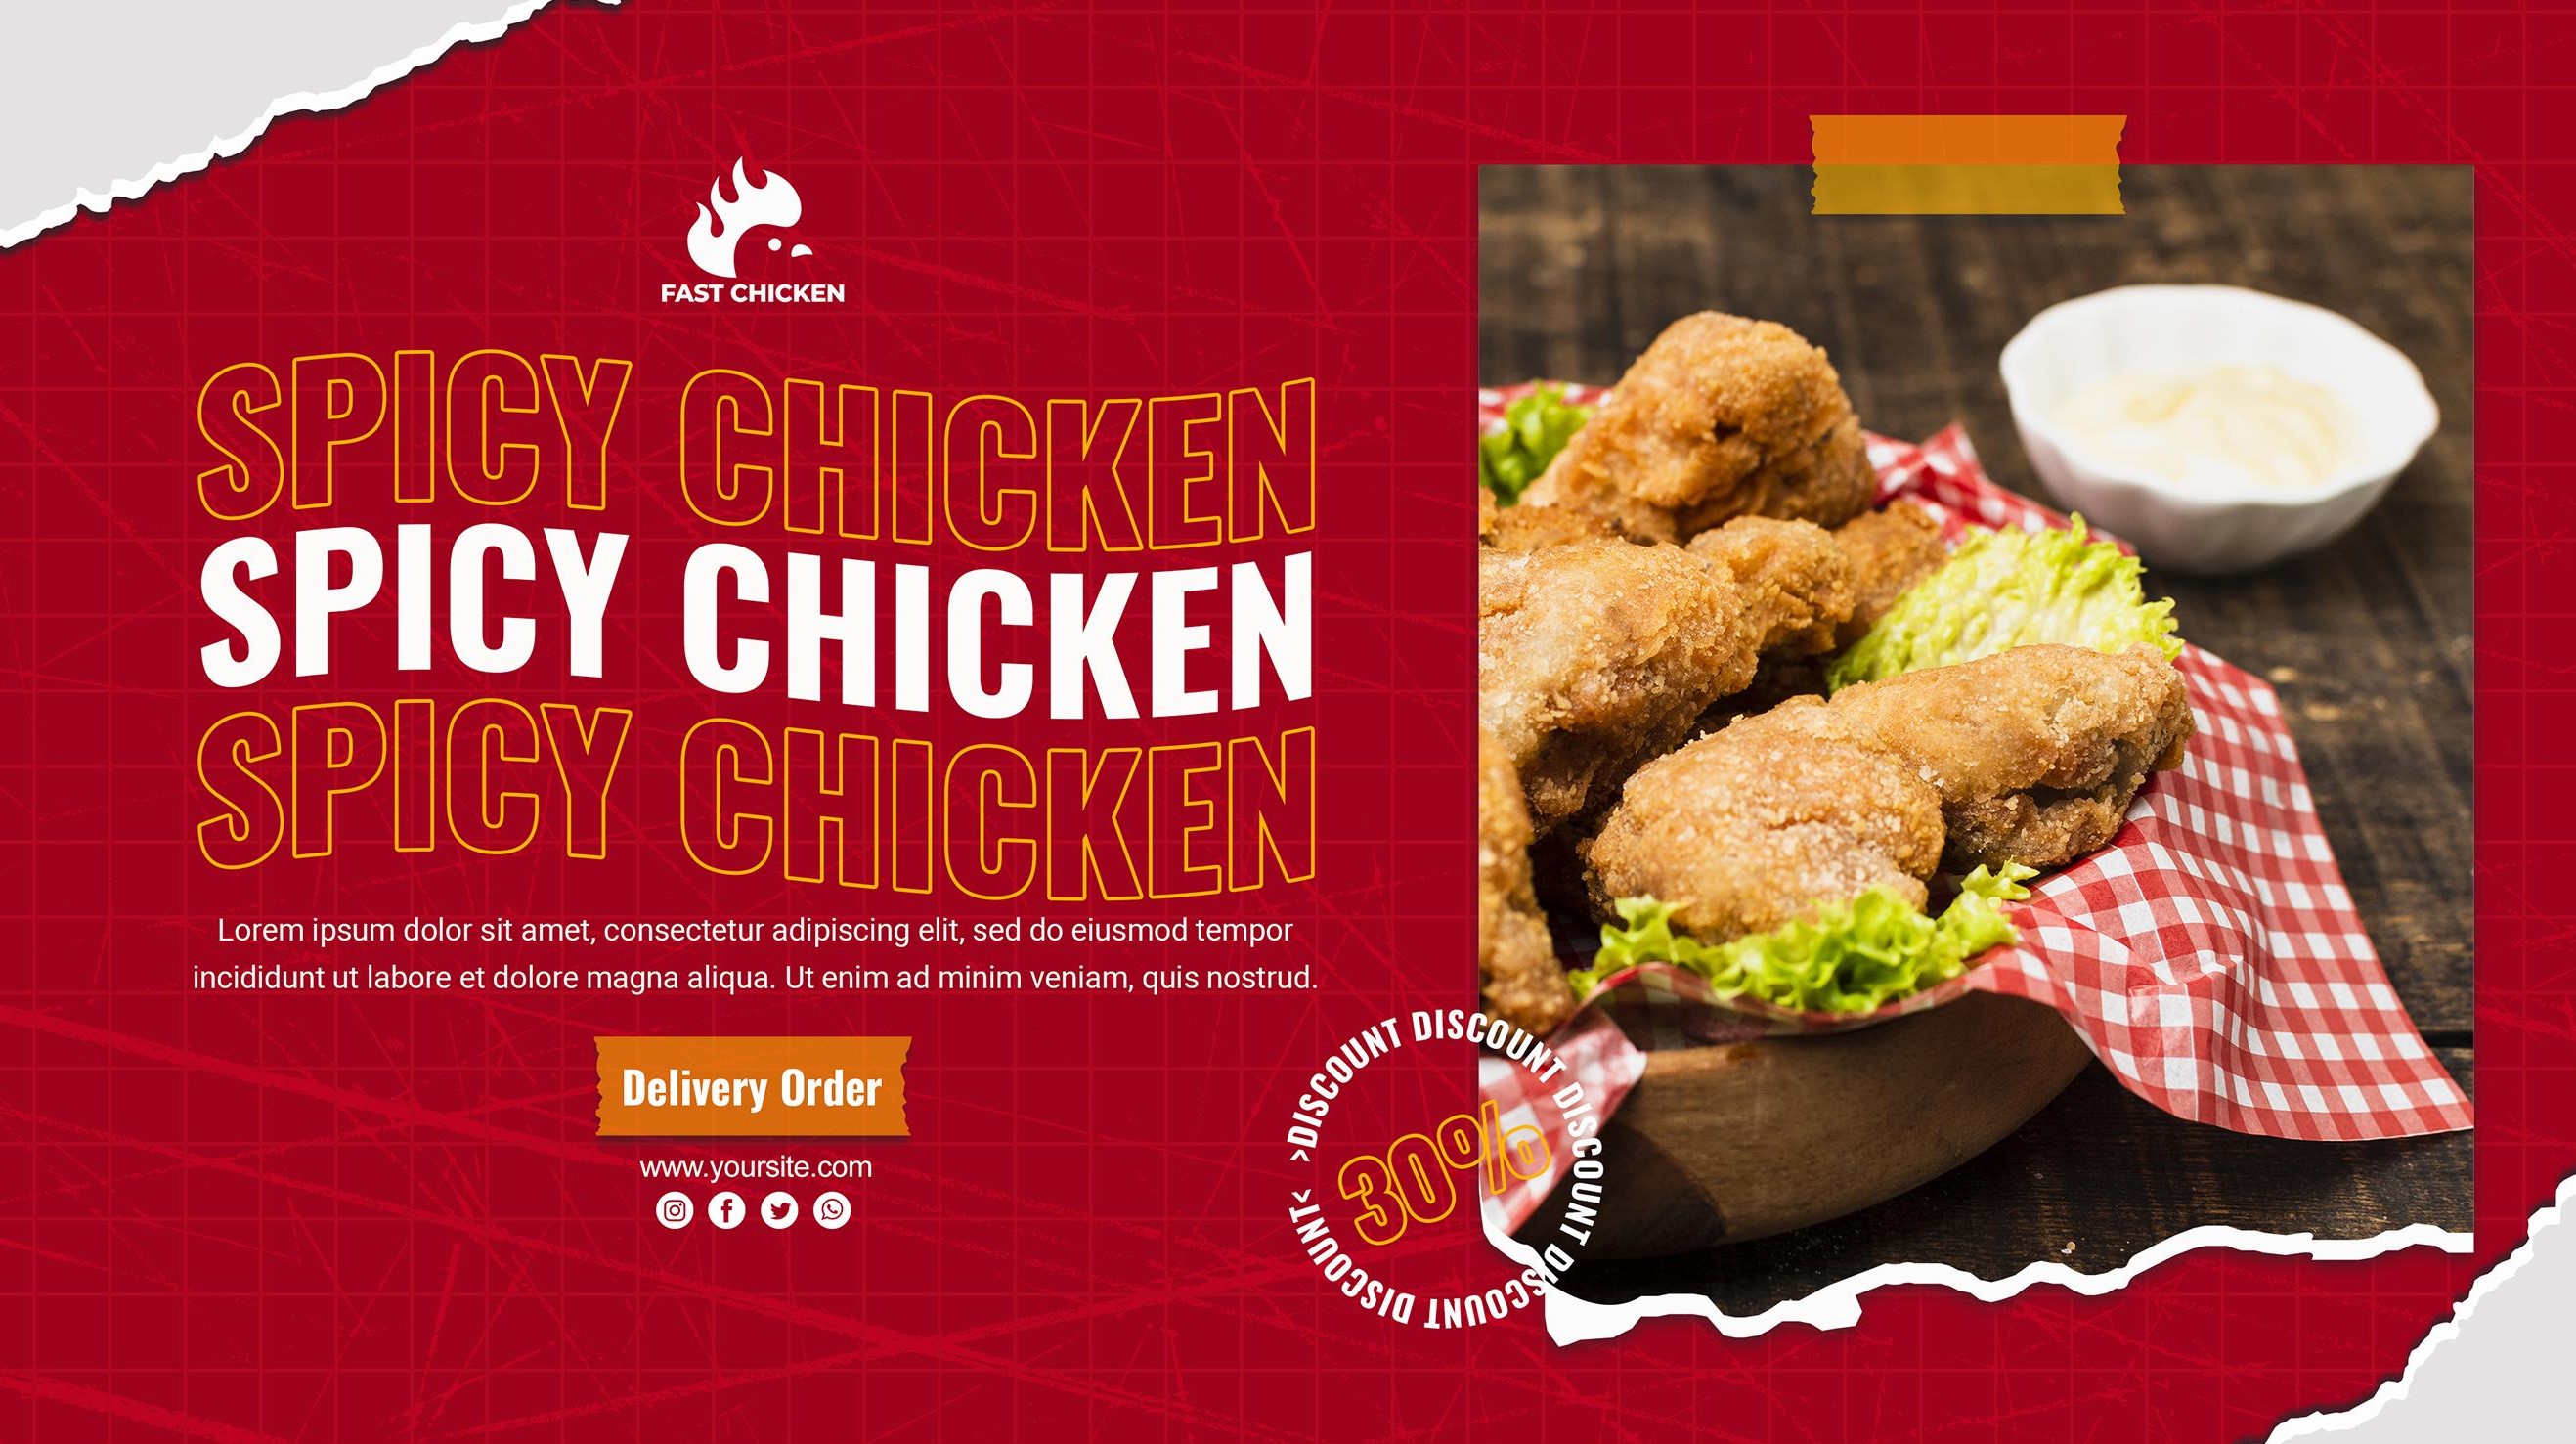 FAST CHICKEN
SPICY CHICKEN
SPICY CHICKEN
SPICY CHICKEN
Lorem ipsum dolor sit amet, consectetur adipiscing elit, sed do eiusmod tempor
incididunt ut labore et dolore magna aliqua. Ut enim ad minim veniam, quis nostrud.
Delivery Order
www.yoursite.com
>DISCOUNT DISCOUNT DISCOUNT DISCOUNT DISCOUNT DISCOUNT<
30%